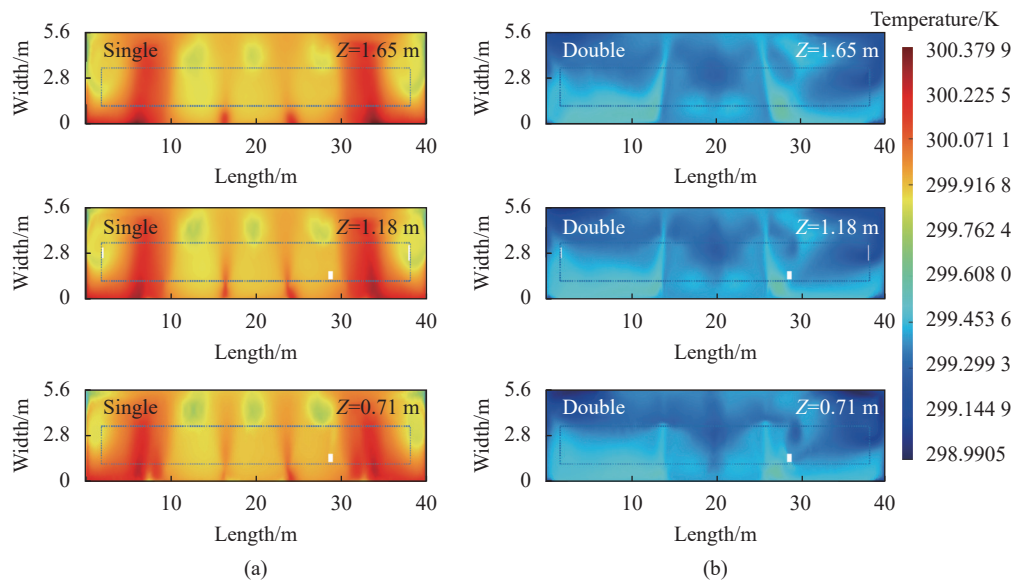 Temperature/K
Single Z=1.65 m
Double Z=1.65 m
Width/m
5.6
2.8
0
10 20 30 40
Length/m
Width/m
5.6
2.8
0
10 20 30 40
Length/m
Single Z=1.18 m
Double Z=1.18 m
Width/m
5.6
2.8
0
10 20 30 40
Length/m
Width/m
5.6
2.8
0
10 20 30 40
Length/m
Single Z=0.71 m
Double Z=0.71 m
Width/m
5.6
2.8
0
10 20 30 40
Length/m
Width/m
5.6
2.8
0
10 20 30 40
Length/m
(a)
(b)
300.379 9
300.225 5
300.071 1
299.916 8
299.762 4
299.608 0
299.453 6
299.299 3
299.144 9
298.9905